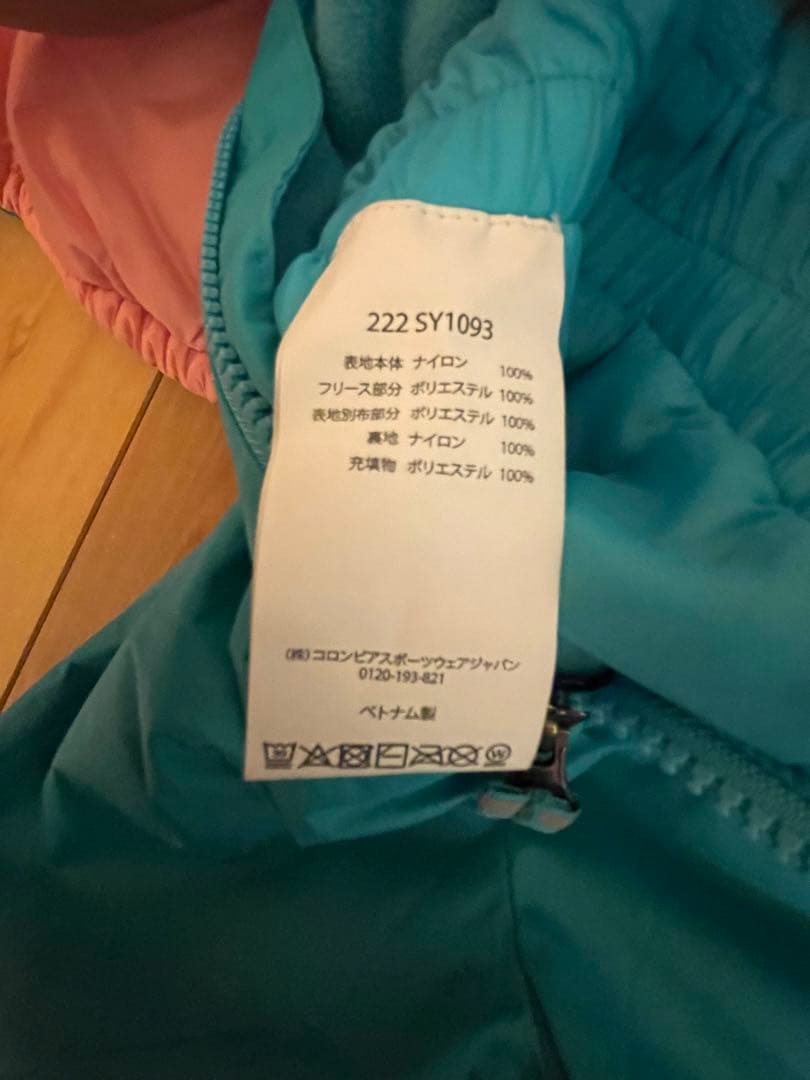 222 SY1093
表地本体 ナイロン 100%
フリース部分 ポリエステル 100%
表地別布部分 ポリエステル 100%
裏地 ナイロン 100%
充填物 ポリエステル 100%
(株)コロンビアスポーツウェアジャパン
0120-193-821
ベトナム製